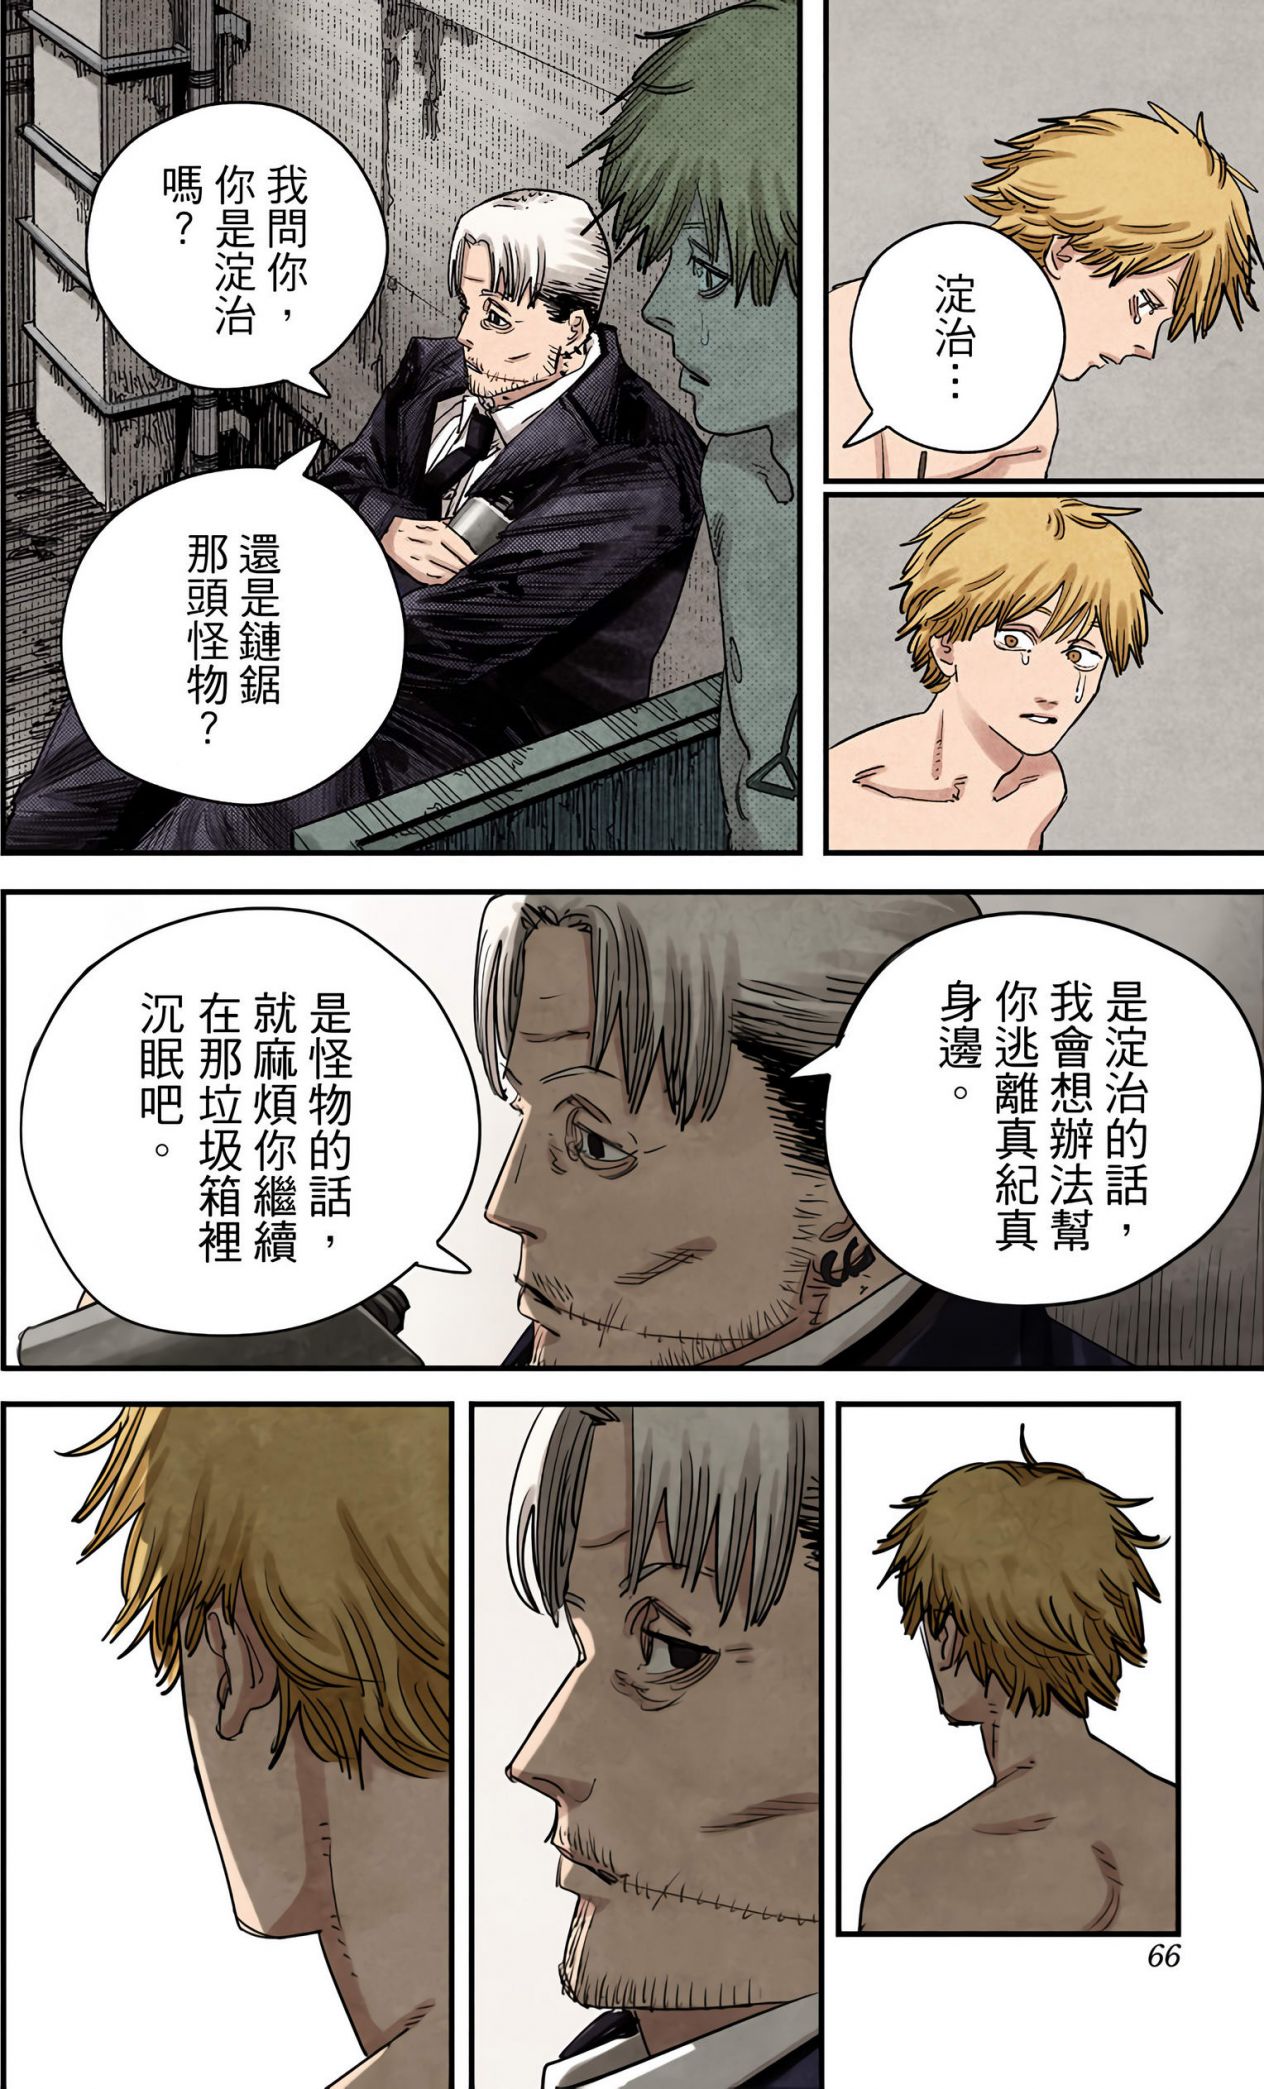 淀治⋯
我問你，
你是淀治
嗎？
還是鏈鋸
那頭怪物？
是淀治的話，
我會想辦法幫
你逃離真紀真
身邊。
是怪物的話，
就麻煩你繼續
在那垃圾箱裡
沉眠吧。
66